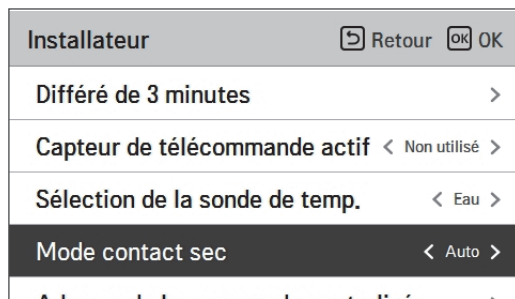 Installateur Retour OK OK
Différé de 3 minutes >
Capteur de télécommande actif < Non utilisé >
Sélection de la sonde de temp. < Eau >
Mode contact sec < Auto >